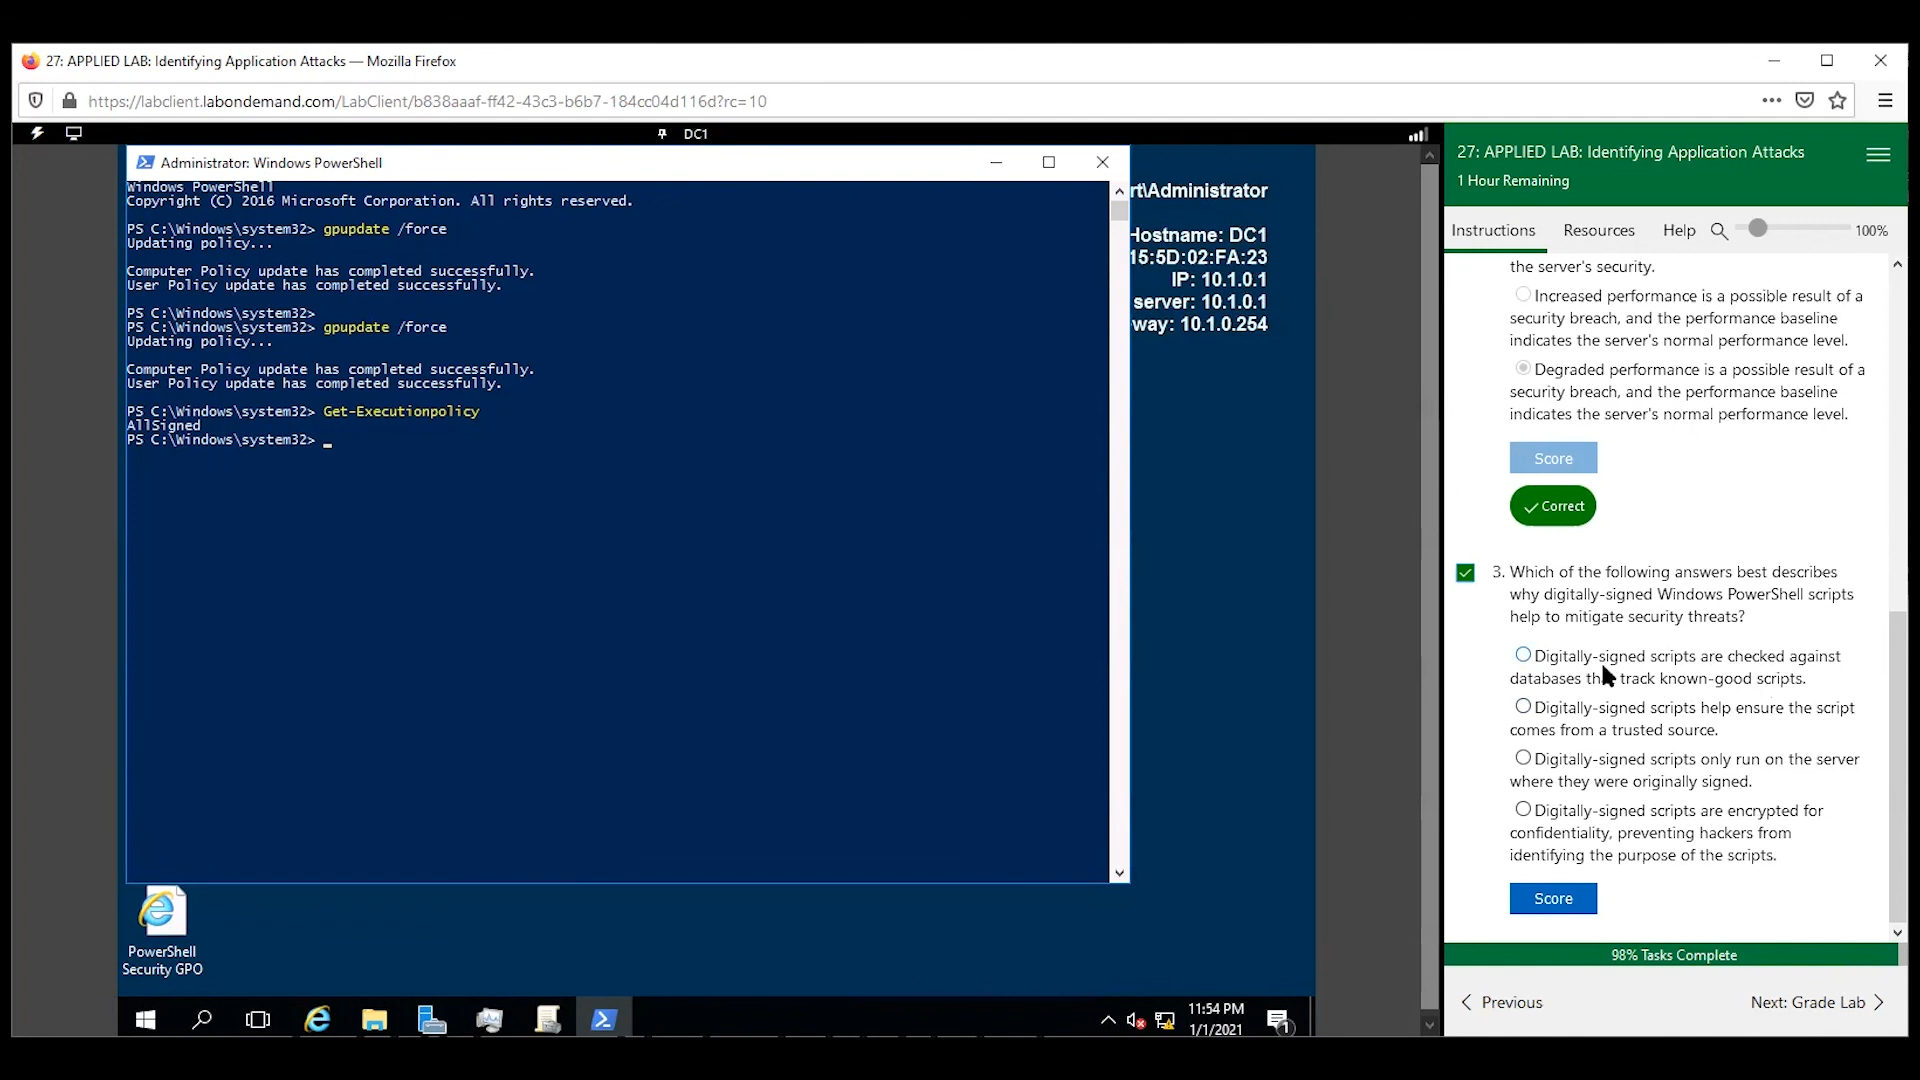 27: APPLIED LAB: Identifying Application Attacks — Mozilla Firefox
https://labclient.labondemand.com/LabClient/b838aaaf-ff42-43c3-b6b7-184cc04d116d?rc=10
DC1
Administrator: Windows PowerShell
Windows PowerShell
Copyright (C) 2016 Microsoft Corporation. All rights reserved.
PS C:\Windows\system32> gpupdate /force
Updating policy...
Computer Policy update has completed successfully.
User Policy update has completed successfully.
PS C:\Windows\system32>
PS C:\Windows\system32> gpupdate /force
Updating policy...
Computer Policy update has completed successfully.
User Policy update has completed successfully.
PS C:\Windows\system32> Get-Executionpolicy
AllSigned
PS C:\Windows\system32> _
rt\Administrator
Hostname: DC1
15:5D:02:FA:23
IP: 10.1.0.1
server: 10.1.0.1
way: 10.1.0.254
PowerShell
Security GPO
11:54 PM
1/1/2021
1
27: APPLIED LAB: Identifying Application Attacks
1 Hour Remaining
Instructions Resources Help 100%
the server's security.
Increased performance is a possible result of a
security breach, and the performance baseline
indicates the server's normal performance level.
Degraded performance is a possible result of a
security breach, and the performance baseline
indicates the server's normal performance level.
Score
Correct
3. Which of the following answers best describes
why digitally-signed Windows PowerShell scripts
help to mitigate security threats?
Digitally-signed scripts are checked against
databases tha track known-good scripts.
Digitally-signed scripts help ensure the script
comes from a trusted source.
Digitally-signed scripts only run on the server
where they were originally signed.
Digitally-signed scripts are encrypted for
confidentiality, preventing hackers from
identifying the purpose of the scripts.
Score
98% Tasks Complete
Previous
Next: Grade Lab